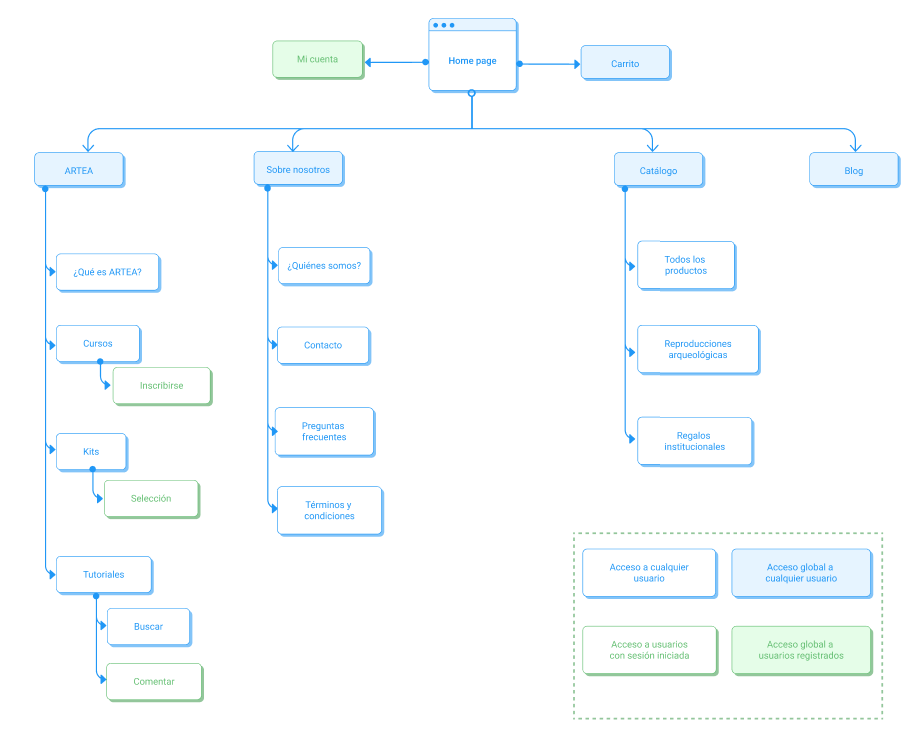 Mi cuenta
Home page
Carrito
ARTEA
Sobre nosotros
Catálogo
Blog
¿Qué es ARTEA?
Cursos
Inscribirse
Kits
Selección
Tutoriales
Buscar
Comentar
¿Quiénes somos?
Contacto
Preguntas
frecuentes
Términos y
condiciones
Todos los
productos
Reproducciones
arqueológicas
Regalos
institucionales
Acceso a cualquier
usuario
Acceso global a
cualquier usuario
Acceso a usuarios
con sesión iniciada
Acceso global a
usuarios registrados